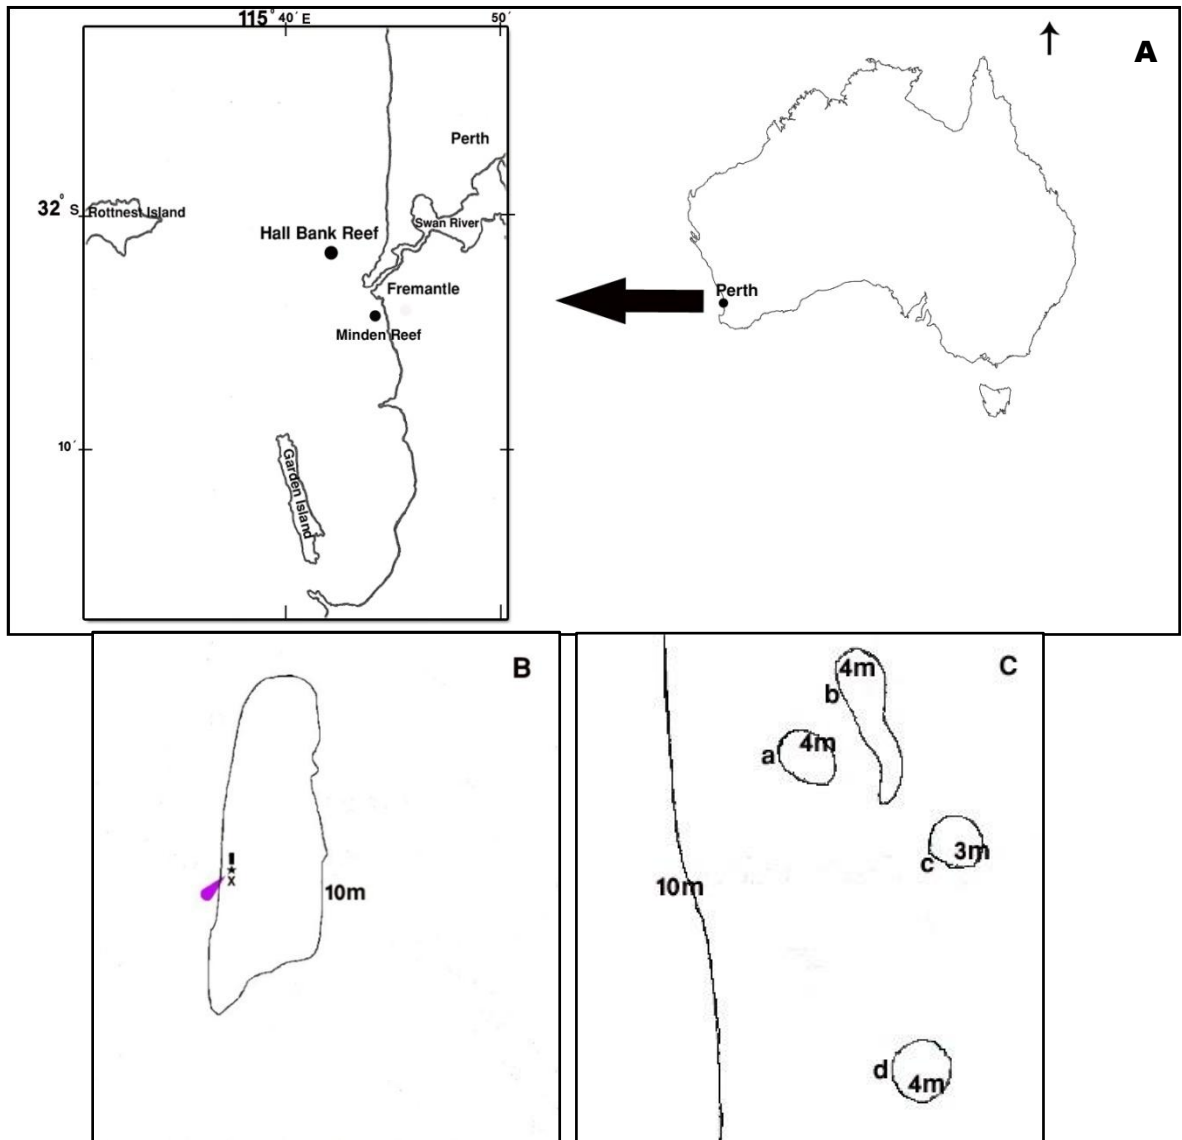 115° 40´ E
50´
A
Perth
32° S
Rottnest Island
Swan River
Hall Bank Reef
Fremantle
Perth
Minden Reef
10´
Garden Island
B
x
10m
C
4m
b
4m
a
3m
c
10m
d
4m